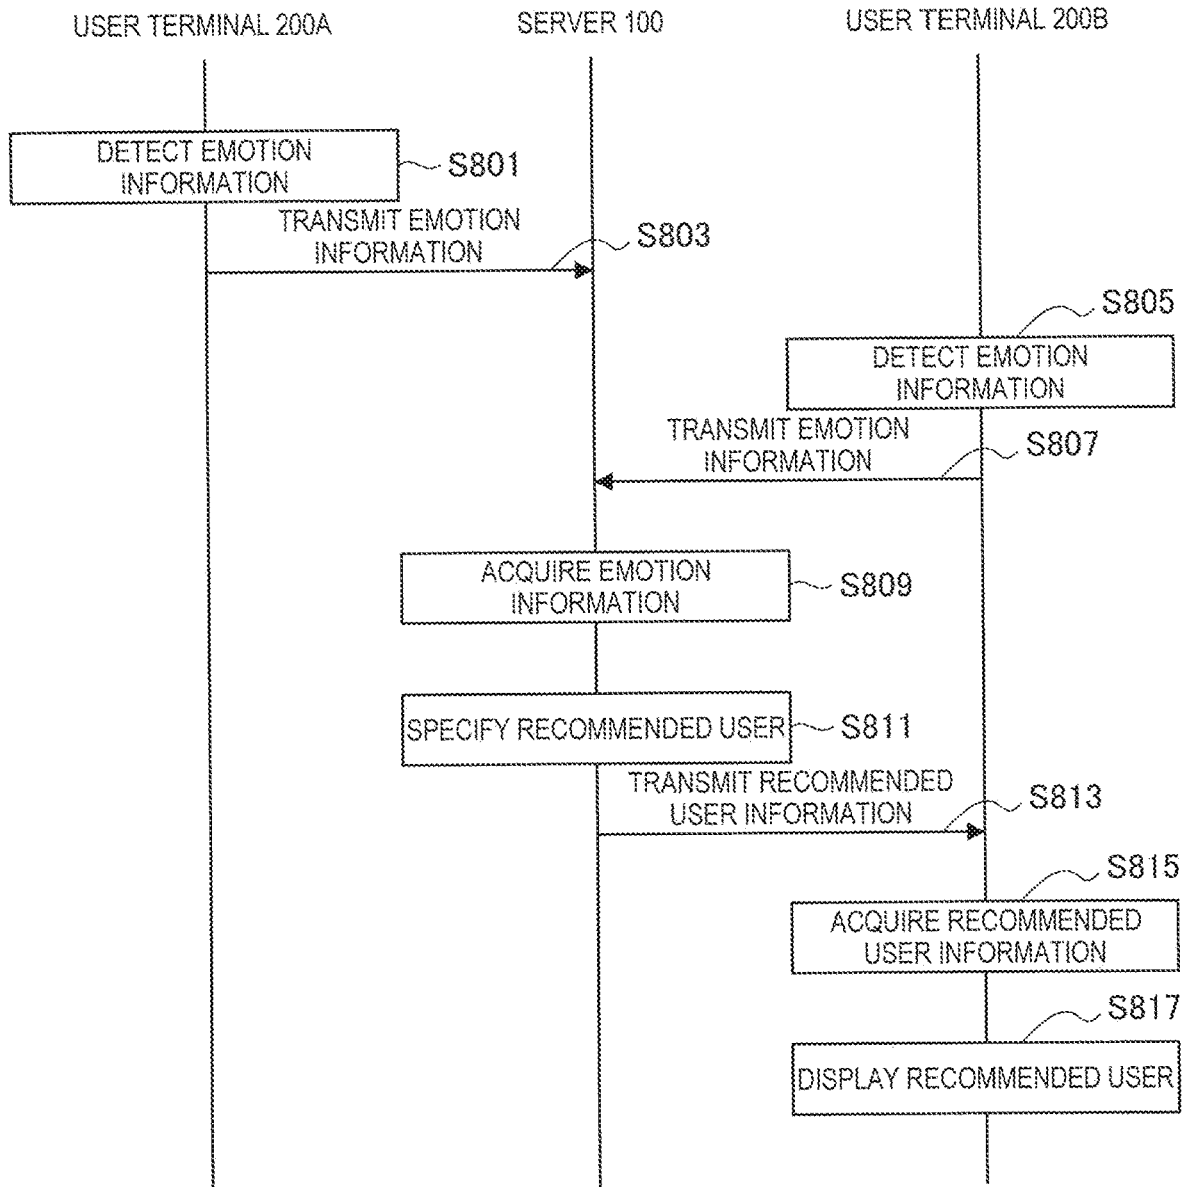 USER TERMINAL 200A
SERVER 100
USER TERMINAL 200B
DETECT EMOTION
INFORMATION
S801
TRANSMIT EMOTION
INFORMATION
S803
S805
DETECT EMOTION
INFORMATION
TRANSMIT EMOTION
INFORMATION
S807
ACQUIRE EMOTION
INFORMATION
S809
SPECIFY RECOMMENDED USER
S811
TRANSMIT RECOMMENDED
USER INFORMATION
S813
S815
ACQUIRE RECOMMENDED
USER INFORMATION
S817
DISPLAY RECOMMENDED USER